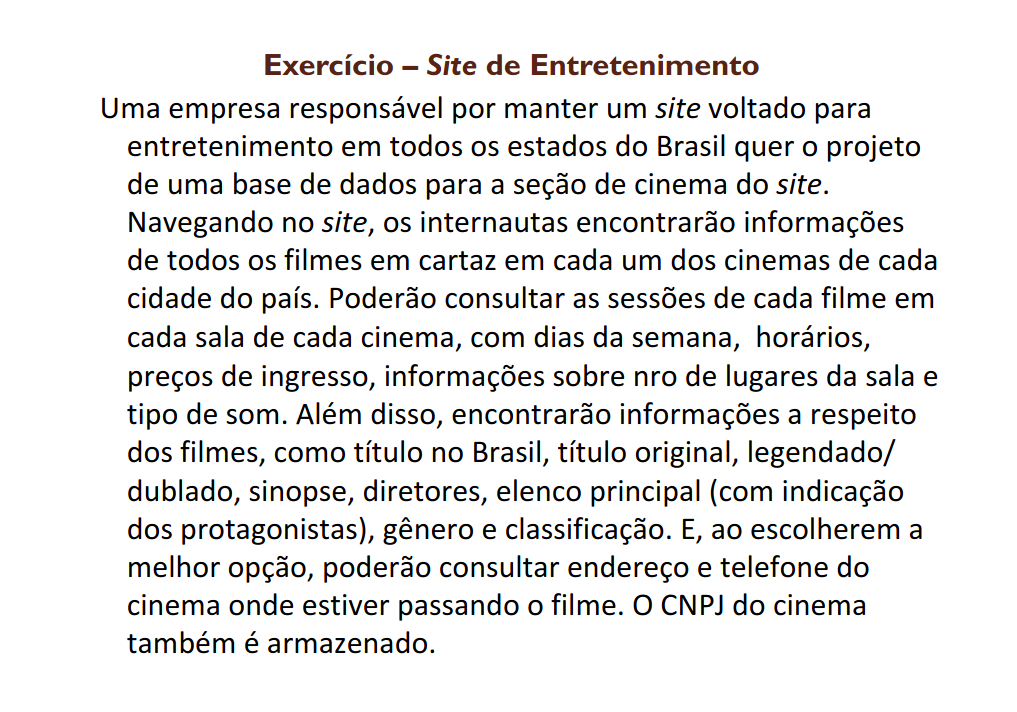 Exercício – Site de Entretenimento
Uma empresa responsável por manter um site voltado para
entretenimento em todos os estados do Brasil quer o projeto
de uma base de dados para a seção de cinema do site.
Navegando no site, os internautas encontrarão informações
de todos os filmes em cartaz em cada um dos cinemas de cada
cidade do país. Poderão consultar as sessões de cada filme em
cada sala de cada cinema, com dias da semana,  horários,
preços de ingresso, informações sobre nro de lugares da sala e
tipo de som. Além disso, encontrarão informações a respeito
dos filmes, como título no Brasil, título original, legendado/
dublado, sinopse, diretores, elenco principal (com indicação
dos protagonistas), gênero e classificação. E, ao escolherem a
melhor opção, poderão consultar endereço e telefone do
cinema onde estiver passando o filme. O CNPJ do cinema
também é armazenado.